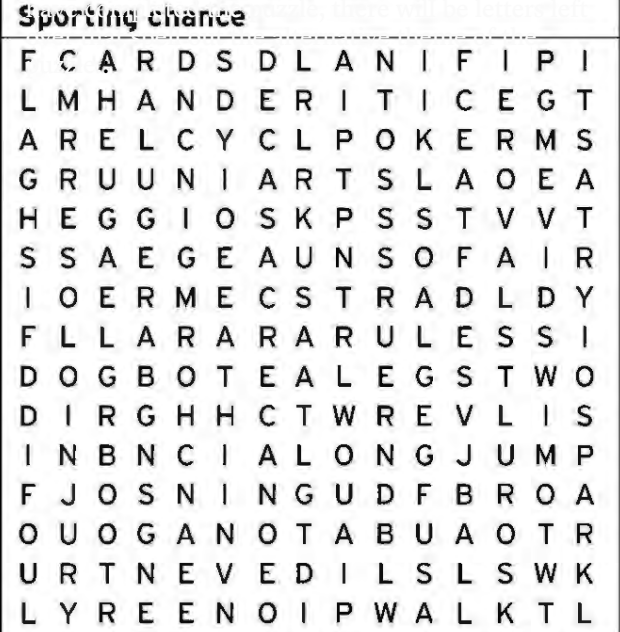 Sporting chance
F C A R D S D L A N I F I P I
L M H A N D E R I T I C E G T
A R E L C Y C L P O K E R M S
G R U U N I A R T S L A O E A
H E G G I O S K P S S T V V T
S S A E G E A U N S O F A I R
I O E R M E C S T R A D L D Y
F L L A R A R A R U L E S S I
D O G B O T E A L E G S T W O
D I R G H H C T W R E V L I S
I N B N C I A L O N G J U M P
F J O S N I N G U D F B R O A
O U O G A N O T A B U A O T R
U R T N E V E D I L S L S W K
L Y R E E N O I P W A L K T L